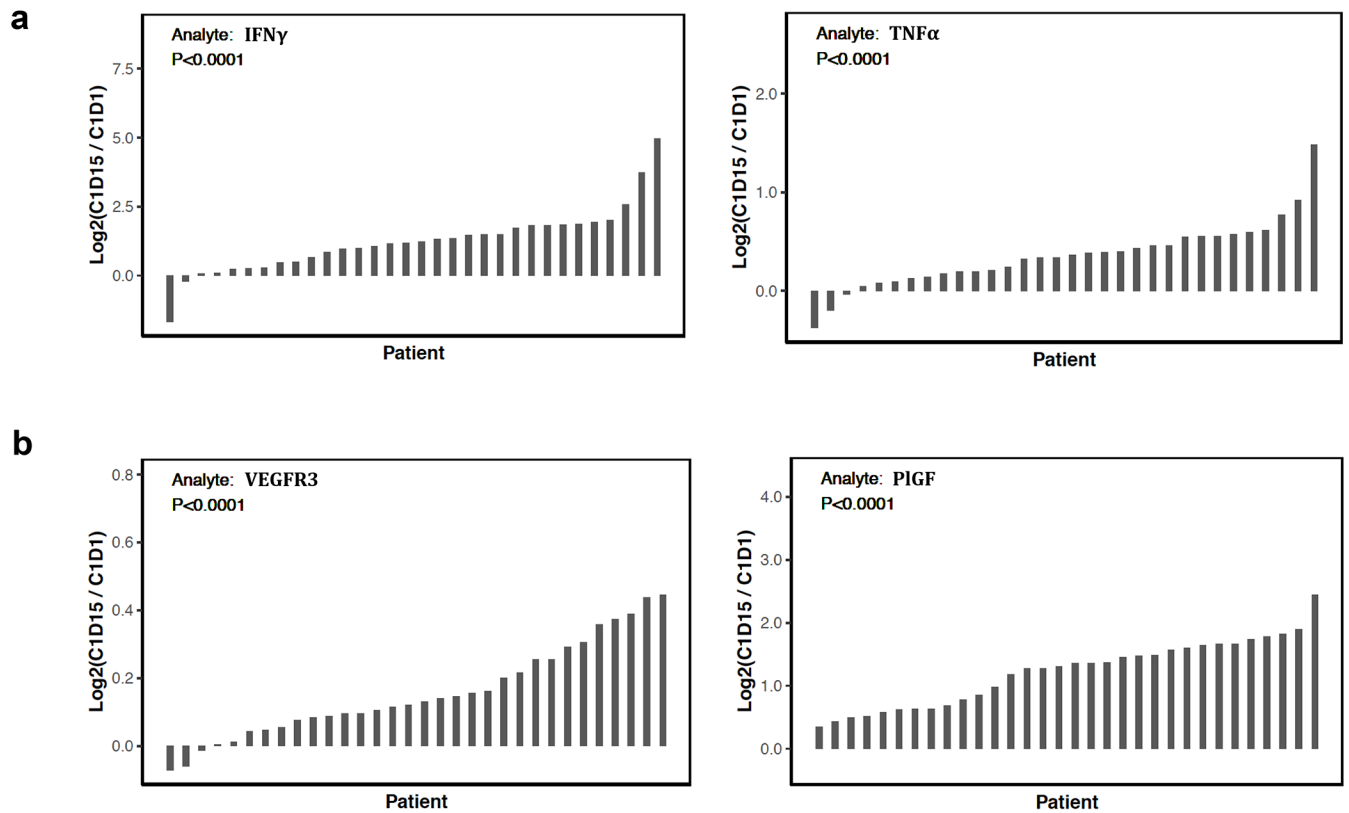 a
Analyte: IFNγ
P<0.0001
7.5
5.0
2.5
0.0
Log2(C1D15 / C1D1)
Patient
Analyte: TNFα
P<0.0001
2.0
1.0
0.0
Log2(C1D15 / C1D1)
Patient
b
Analyte: VEGFR3
P<0.0001
0.8
0.6
0.4
0.2
0.0
Log2(C1D15 / C1D1)
Patient
Analyte: PlGF
P<0.0001
4.0
3.0
2.0
1.0
0.0
Log2(C1D15 / C1D1)
Patient